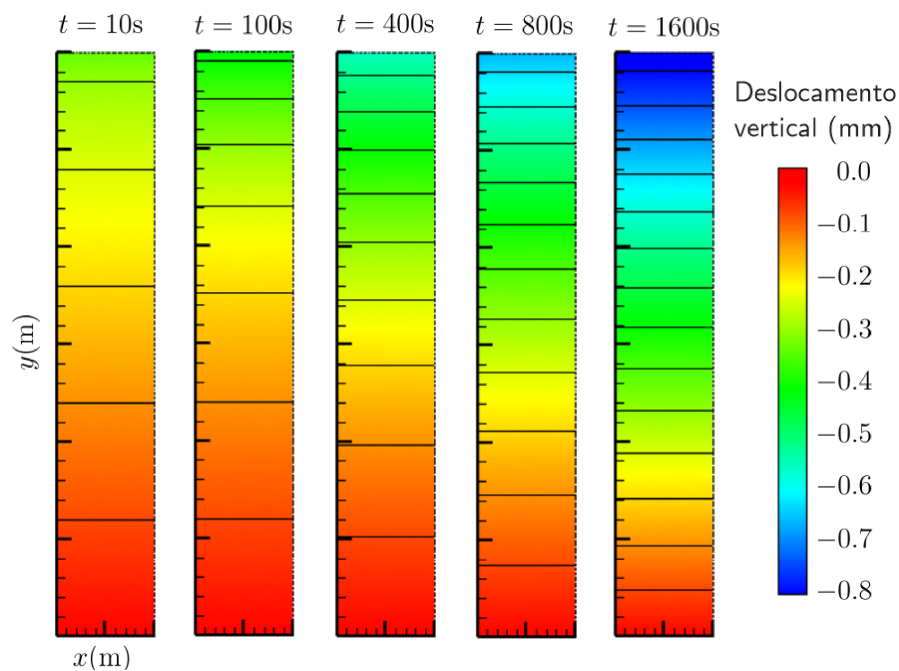 t = 10s
t = 100s
t = 400s
t = 800s
t = 1600s
Deslocamento
vertical (mm)
0.0
−0.1
−0.2
−0.3
−0.4
−0.5
−0.6
−0.7
−0.8
y(m)
x(m)